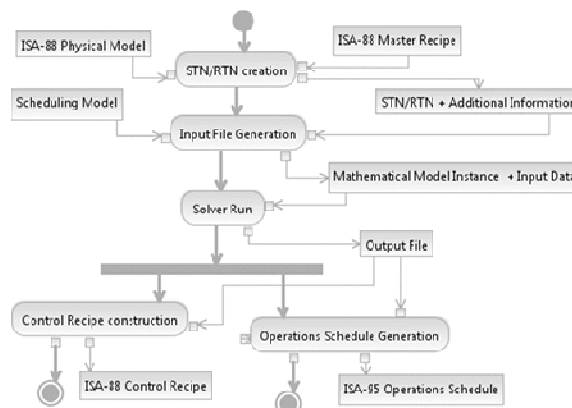 ISA-88 Physical Model
ISA-88 Master Recipe
STN/RTN creation
Scheduling Model
STN/RTN + Additional Information
Input File Generation
Mathematical Model Instance + Input Data
Solver Run
Output File
Control Recipe construction
Operations Schedule Generation
ISA-88 Control Recipe
ISA-95 Operations Schedule